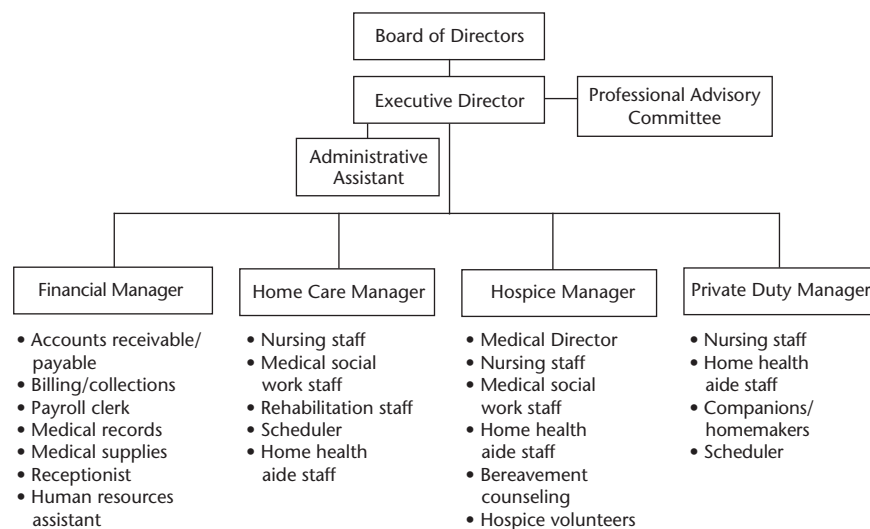 Board of Directors
Executive Director
Professional Advisory
Committee
Administrative
Assistant
Financial Manager
• Accounts receivable/
payable
• Billing/collections
• Payroll clerk
• Medical records
• Medical supplies
• Receptionist
• Human resources
assistant
Home Care Manager
• Nursing staff
• Medical social
work staff
• Rehabilitation staff
• Scheduler
• Home health
aide staff
Hospice Manager
• Medical Director
• Nursing staff
• Medical social
work staff
• Home health
aide staff
• Bereavement
counseling
• Hospice volunteers
Private Duty Manager
• Nursing staff
• Home health
aide staff
• Companions/
homemakers
• Scheduler